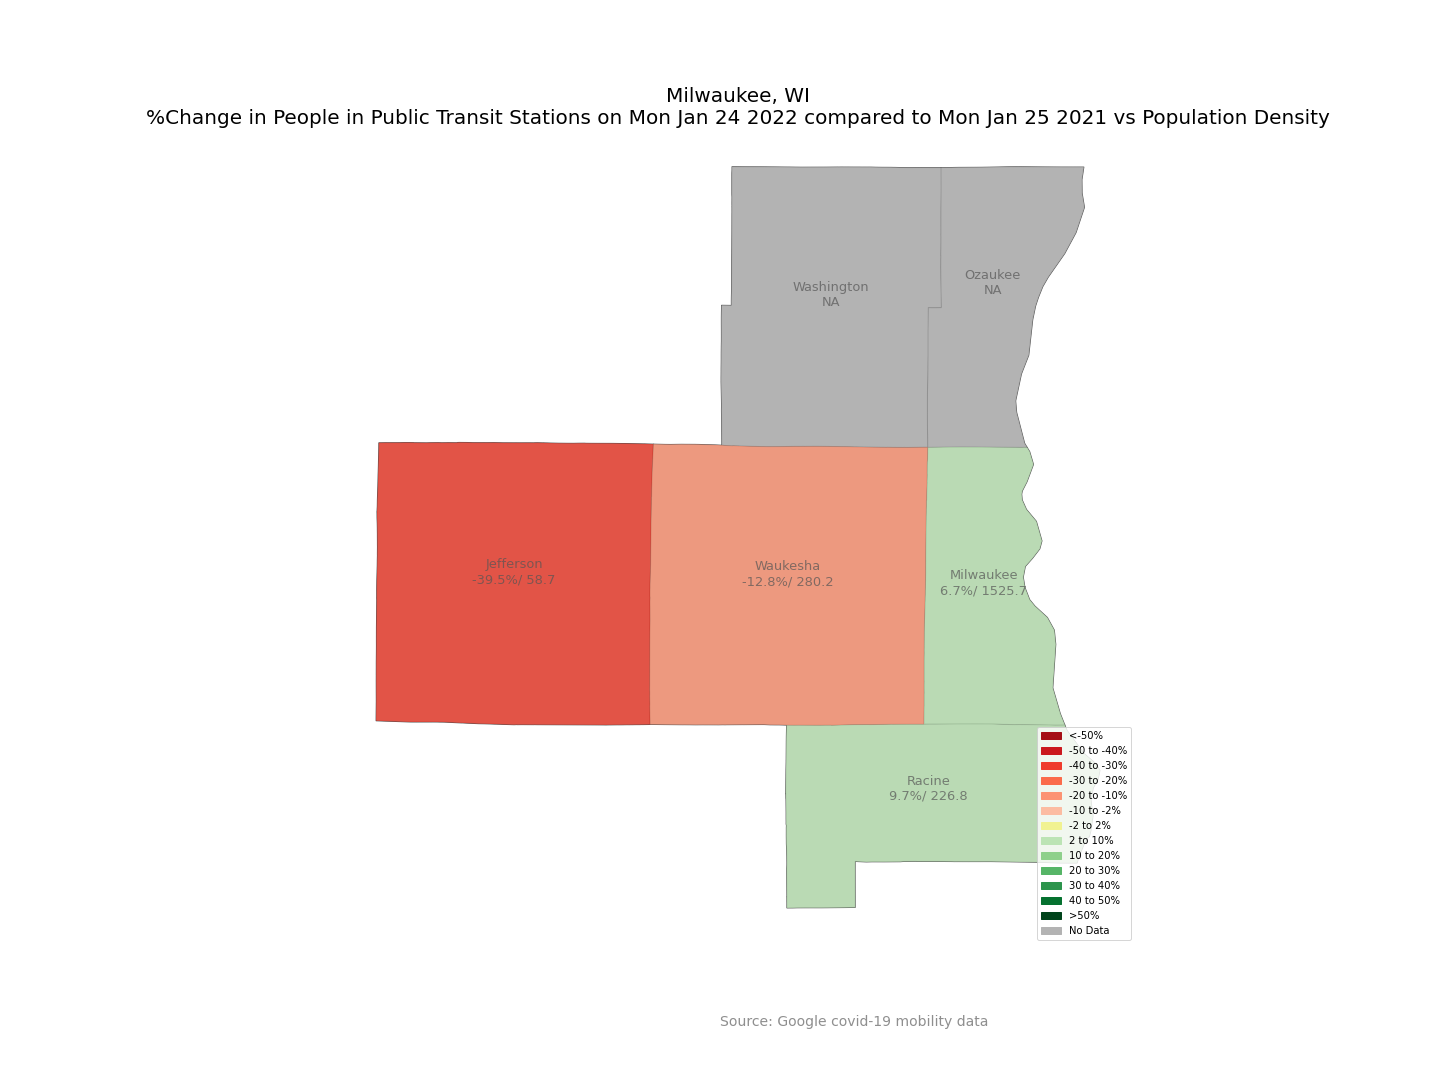 Milwaukee, WI
%Change in People in Public Transit Stations on Mon Jan 24 2022 compared to Mon Jan 25 2021 vs Population Density
Washington
NA
Ozaukee
NA
Jefferson
-39.5%/ 58.7
Waukesha
-12.8%/ 280.2
Milwaukee
6.7%/ 1525.7
Racine
9.7%/ 226.8
<-50%
-50 to -40%
-40 to -30%
-30 to -20%
-20 to -10%
-10 to -2%
-2 to 2%
2 to 10%
10 to 20%
20 to 30%
30 to 40%
40 to 50%
>50%
No Data
Source: Google covid-19 mobility data